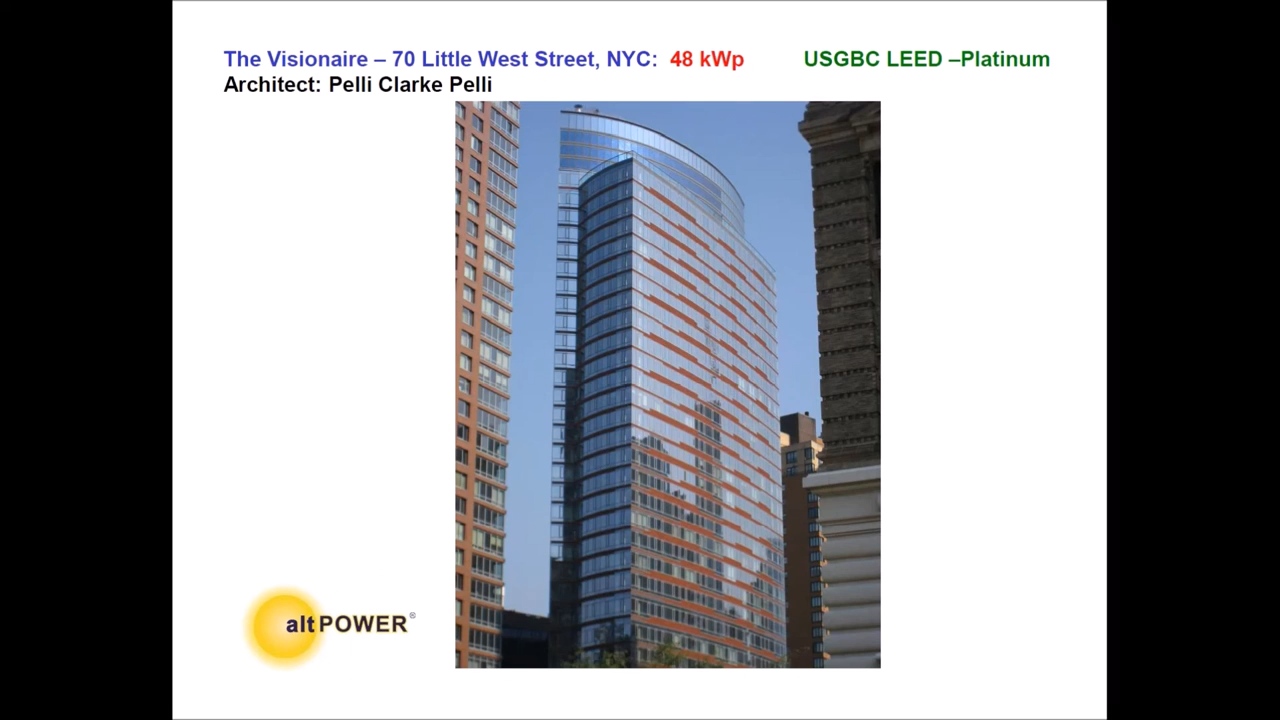 The Visionaire – 70 Little West Street, NYC: 48 kWp USGBC LEED –Platinum
Architect: Pelli Clarke Pelli
altPOWER®